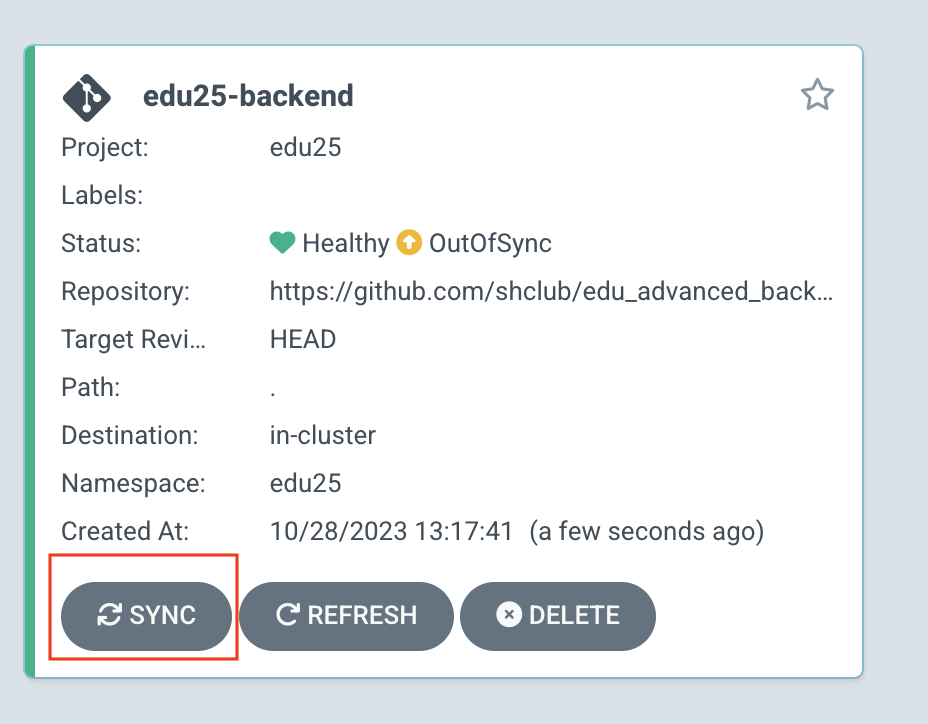 edu25-backend
Project: edu25
Labels:
Status: Healthy OutOfSync
Repository: https://github.com/shclub/edu_advanced_back...
Target Revi... HEAD
Path: .
Destination: in-cluster
Namespace: edu25
Created At: 10/28/2023 13:17:41 (a few seconds ago)
SYNC REFRESH DELETE